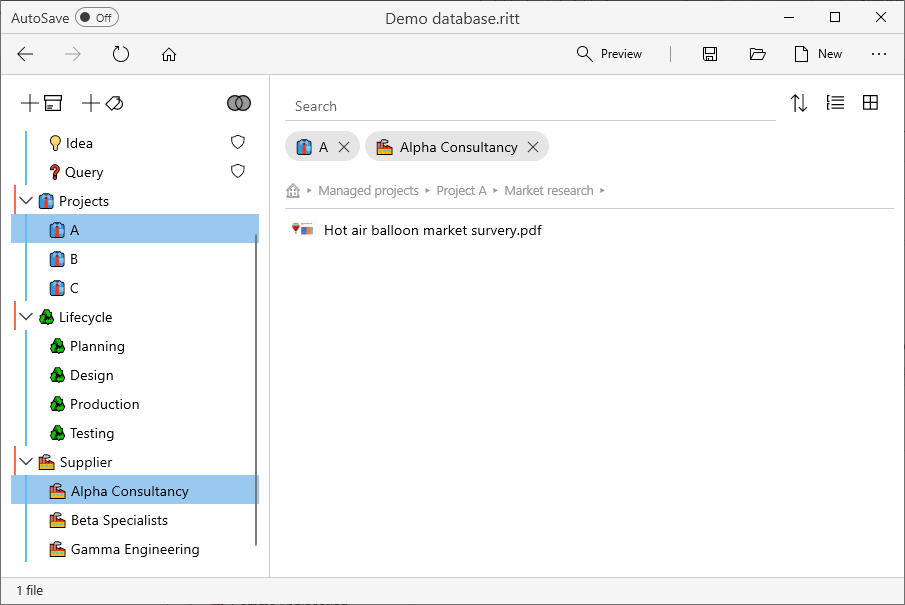 AutoSave Off Demo database.ritt
Preview New
Search
A Alpha Consultancy
Managed projects Project A Market research
Hot air balloon market survery.pdf
Idea
Query
Projects
A
B
C
Lifecycle
Planning
Design
Production
Testing
Supplier
Alpha Consultancy
Beta Specialists
Gamma Engineering
1 file